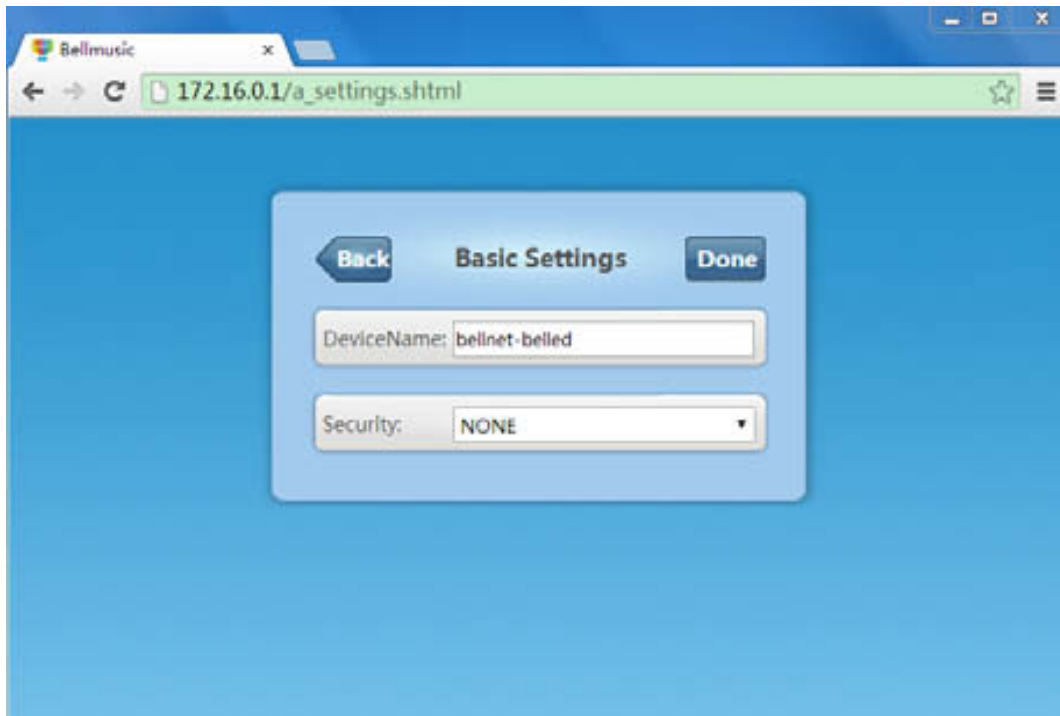 Bellmusic
172.16.0.1/a_settings.shtml
Back Basic Settings Done
DeviceName: bellnet-belled
Security: NONE